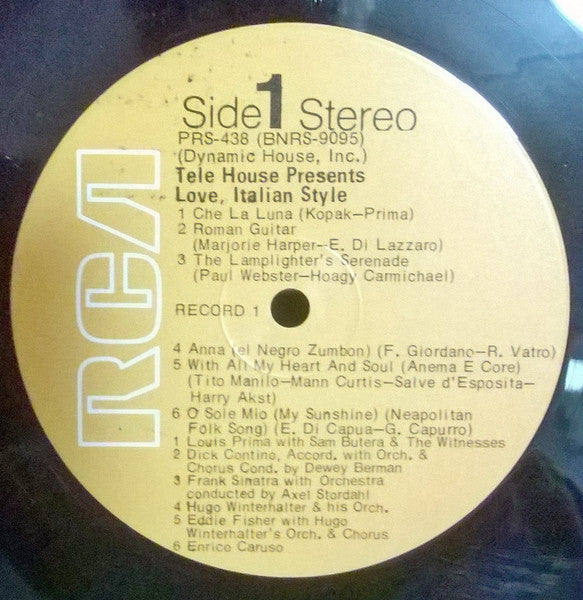 Side 1 Stereo
PRS-438 (BNRS-9095)
(Dynamic House, Inc.)
Tele House Presents
Love, Italian Style
1 Che La Luna (Kopak-Prima)
2 Roman Guitar
(Marjorie Harper-E. Di Lazzaro)
3 The Lamplighter's Serenade
(Paul Webster-Hoagy Carmichael)
RECORD 1
4 Anna (el Negro Zumbon) (F. Giordano-R. Vatro)
5 With All My Heart And Soul (Anema E Core)
(Tito Manilo-Mann Curtis-Salve d'Esposita-
Harry Akst)
6 O Sole Mio (My Sunshine) (Neapolitan
Folk Song) (E. Di Capua-G. Capurro)
1 Louis Prima with Sam Butera & The Witnesses
2 Dick Contino, Accord. with Orch. &
Chorus Cond. by Dewey Berman
3 Frank Sinatra with Orchestra
conducted by Axel Stordahl
4 Hugo Winterhalter & his Orch.
5 Eddie Fisher with Hugo
Winterhalter's Orch. & Chorus
6 Enrico Caruso
RCA